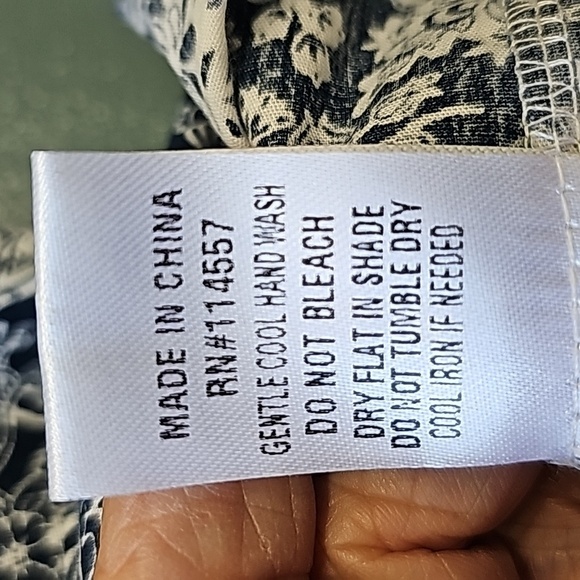 MADE IN CHINA
RN#114557
GENTLE COOL HAND WASH
DO NOT BLEACH
DRY FLAT IN SHADE
DO NOT TUMBLE DRY
COOL IRON IF NEEDED